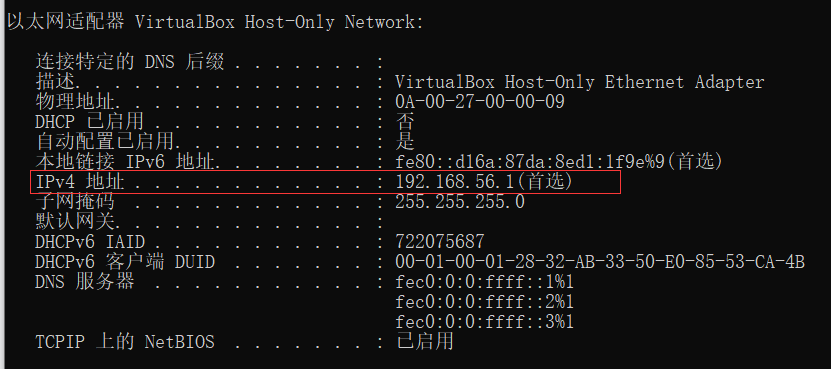 以太网适配器 VirtualBox Host-Only Network:
连接特定的 DNS 后缀 . . . . . . . :
描述. . . . . . . . . . . . . . . : VirtualBox Host-Only Ethernet Adapter
物理地址. . . . . . . . . . . . . : 0A-00-27-00-00-09
DHCP 已启用 . . . . . . . . . . . : 否
自动配置已启用. . . . . . . . . . : 是
本地链接 IPv6 地址. . . . . . . . : fe80::d16a:87da:8ed1:1f9e%9(首选)
IPv4 地址 . . . . . . . . . . . . : 192.168.56.1(首选)
子网掩码 . . . . . . . . . . . . : 255.255.255.0
默认网关. . . . . . . . . . . . . :
DHCPv6 IAID . . . . . . . . . . . : 722075687
DHCPv6 客户端 DUID . . . . . . . : 00-01-00-01-28-32-AB-33-50-E0-85-53-CA-4B
DNS 服务器 . . . . . . . . . . . : fec0:0:0:ffff::1%1
fec0:0:0:ffff::2%1
fec0:0:0:ffff::3%1
TCPIP 上的 NetBIOS . . . . . . . : 已启用